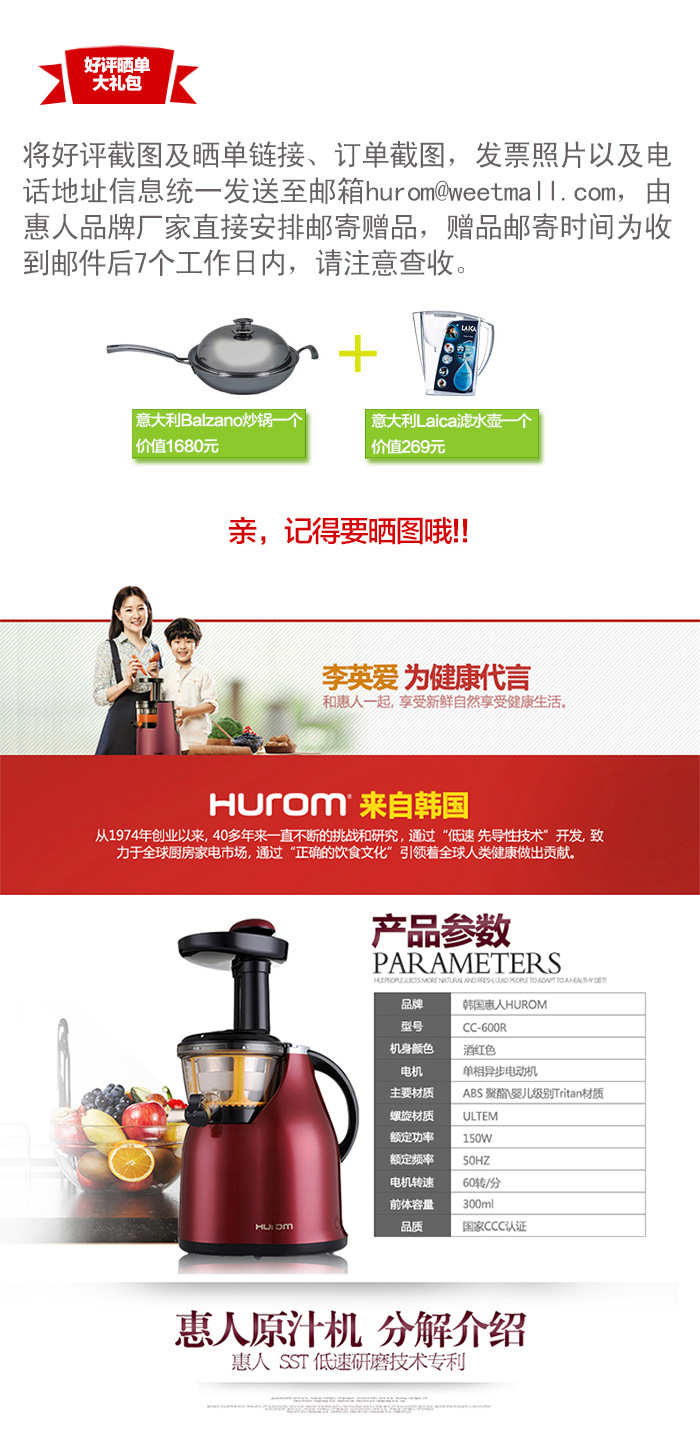 好评晒单
大礼包
将好评截图及晒单链接、订单截图，发票照片以及电
话地址信息统一发送至邮箱hurom@weetmall.com，由
惠人品牌厂家直接安排邮寄赠品，赠品邮寄时间为收
到邮件后7个工作日内，请注意查收。
LAICA
意大利Balzano炒锅一个
价值1680元
意大利Laica滤水壶一个
价值269元
亲，记得要晒图哦!!
李英爱 为健康代言
和惠人一起，享受新鲜自然享受健康生活。
HUROM 来自韩国
从1974年创业以来，40多年来一直不断的挑战和研究，通过“低速 先导性技术”开发，致
力于全球厨房家电市场，通过“正确的饮食文化”引领着全球人类健康做出贡献。
产品参数
PARAMETERS
HUEPEOPLE JUICES MORE NATURAL AND FRESH, LEAD PEOPLE TO ADAPT TO A HEALTHY DIET!
品牌 韩国惠人HUROM
型号 CC-600R
机身颜色 酒红色
电机 单相异步电动机
主要材质 ABS 聚酯\婴儿级别Tritan材质
螺旋材质 ULTEM
额定功率 150W
额定频率 50HZ
电机转速 60转/分
前体容量 300ml
品质 国家CCC认证
HUROM
惠人原汁机 分解介绍
惠人 SST 低速研磨技术专利